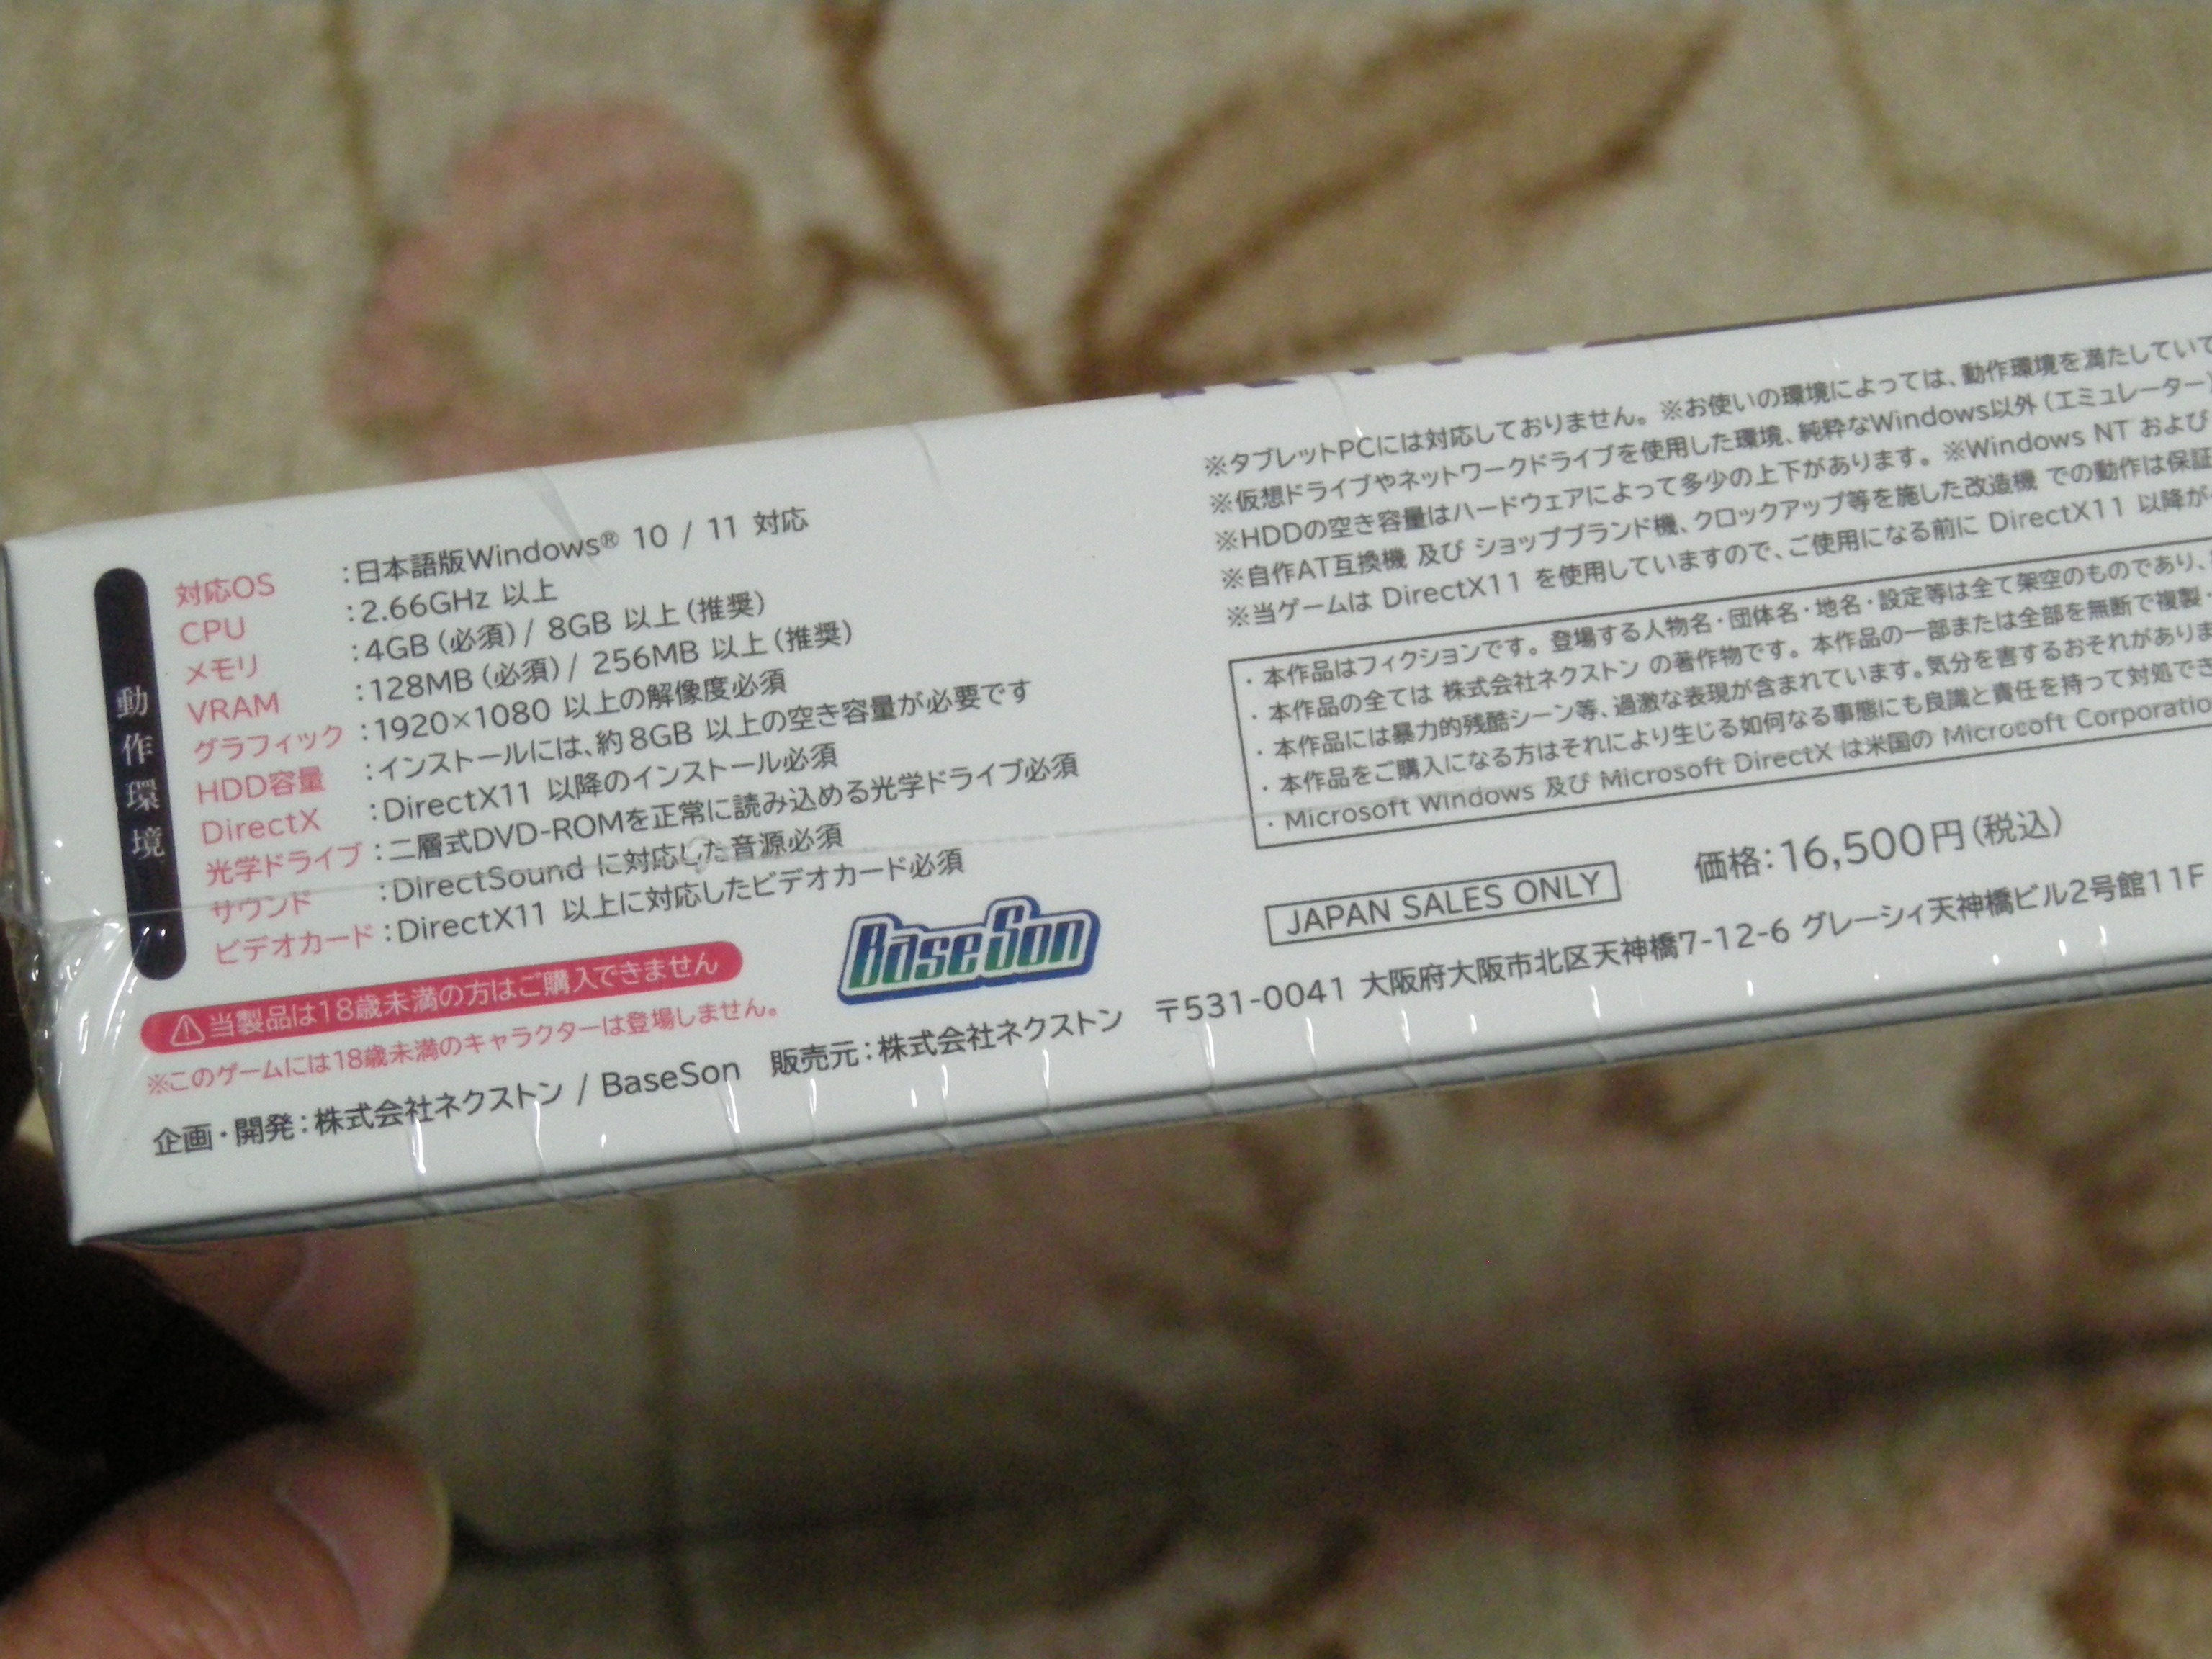 動作環境
対応OS :日本語版Windows® 10 / 11 対応
CPU :2.66GHz 以上
メモリ :4GB(必須)/ 8GB 以上(推奨)
VRAM :128MB(必須)/ 256MB 以上(推奨)
グラフィック :1920×1080 以上の解像度必須
HDD容量 :インストールには、約8GB 以上の空き容量が必要です
DirectX :DirectX11 以降のインストール必須
光学ドライブ :二層式DVD-ROMを正常に読み込める光学ドライブ必須
サウンド :DirectSound に対応した音源必須
ビデオカード :DirectX11 以上に対応したビデオカード必須
⚠当製品は18歳未満の方はご購入できません
※このゲームには18歳未満のキャラクターは登場しません。
BaseSon
企画・開発:株式会社ネクストン / BaseSon 販売元:株式会社ネクストン 〒531-0041 大阪府大阪市北区天神橋7-12-6 グレーシィ天神橋ビル2号館11F
※タブレットPCには対応しておりません。※お使いの環境によっては、動作環境を満たしていて
※仮想ドライブやネットワークドライブを使用した環境、純粋なWindows以外(エミュレーター)
※HDDの空き容量はハードウェアによって多少の上下があります。※Windows NT および
※自作AT互換機 及び ショップブランド機、クロックアップ等を施した改造機 での動作は保証
※当ゲームは DirectX11 を使用していますので、ご使用になる前に DirectX11 以降が
・本作品はフィクションです。登場する人物名・団体名・地名・設定等は全て架空のものであり、
・本作品の全ては 株式会社ネクストン の著作物です。本作品の一部または全部を無断で複製・
・本作品には暴力的残酷シーン等、過激な表現が含まれています。気分を害するおそれがありま
・本作品をご購入になる方はそれにより生じる如何なる事態にも良識と責任を持って対処でき
・Microsoft Windows 及び Microsoft DirectX は米国の Microsoft Corporatio
JAPAN SALES ONLY
価格:16,500円(税込)